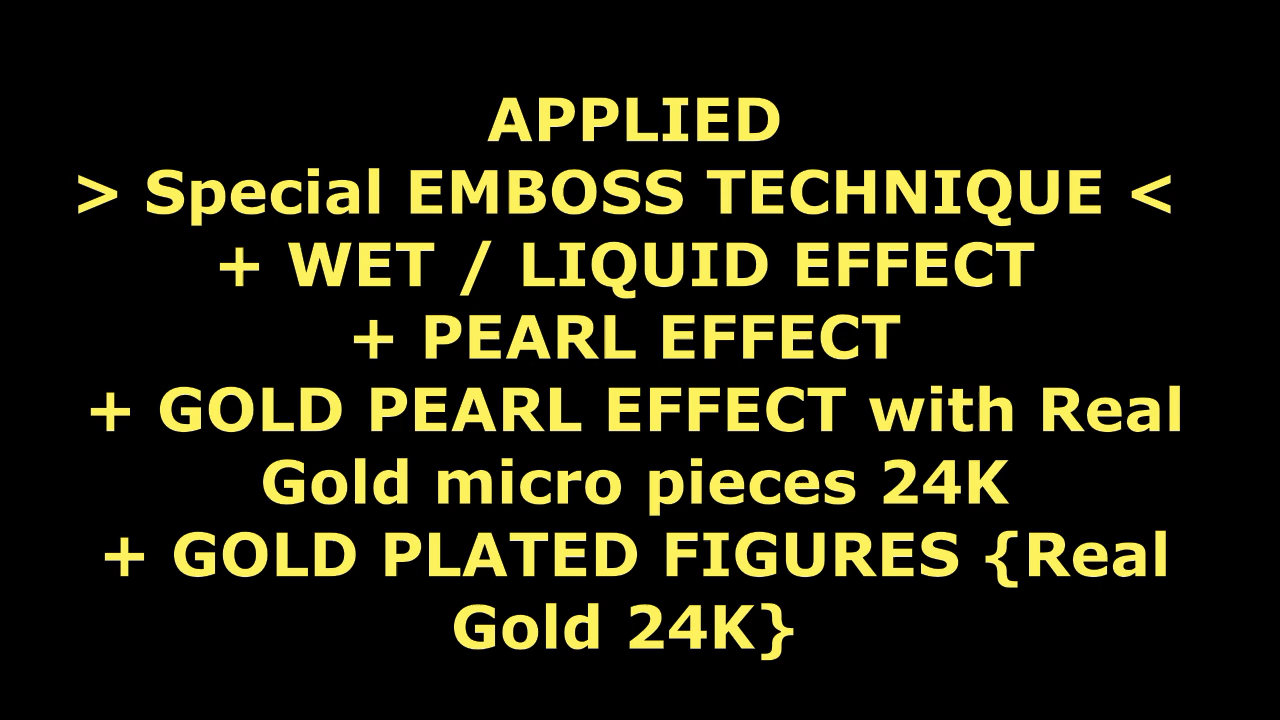 APPLIED
> Special EMBOSS TECHNIQUE <
+ WET / LIQUID EFFECT
+ PEARL EFFECT
+ GOLD PEARL EFFECT with Real
Gold micro pieces 24K
+ GOLD PLATED FIGURES {Real
Gold 24K}